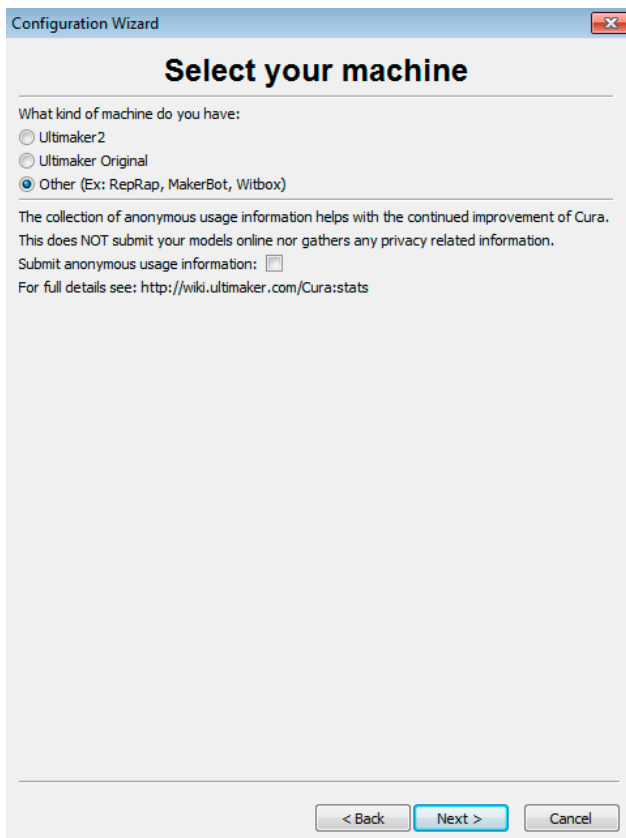 Configuration Wizard
Select your machine
What kind of machine do you have:
Ultimaker2
Ultimaker Original
Other (Ex: RepRap, MakerBot, Witbox)
The collection of anonymous usage information helps with the continued improvement of Cura.
This does NOT submit your models online nor gathers any privacy related information.
Submit anonymous usage information:
For full details see: http://wiki.ultimaker.com/Cura:stats
< Back Next > Cancel